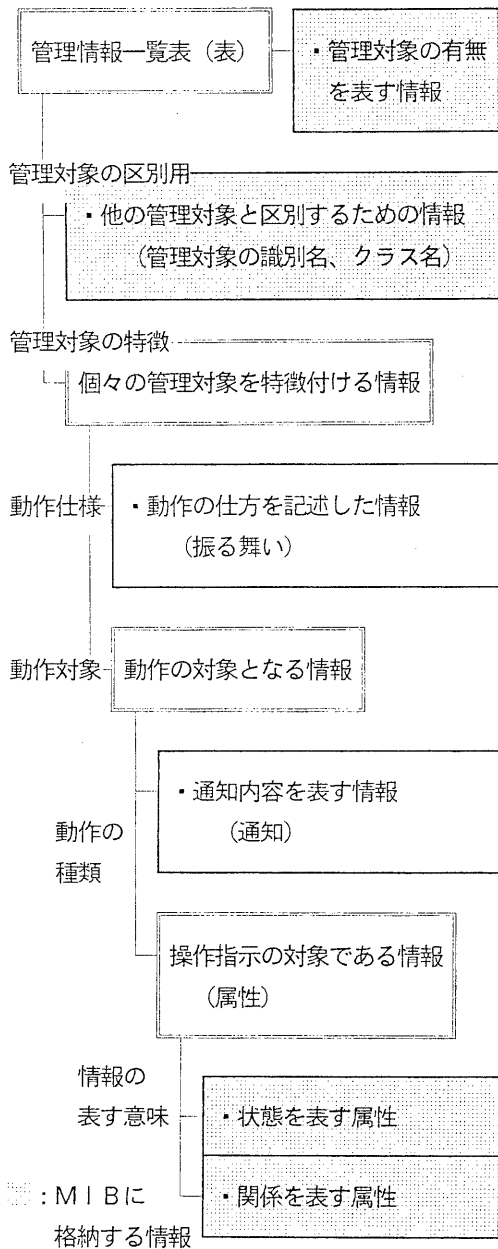 管理情報一覧表（表）
・管理対象の有無
を表す情報
管理対象の区別用
・他の管理対象と区別するための情報
（管理対象の識別名、クラス名）
管理対象の特徴
個々の管理対象を特徴付ける情報
動作仕様
・動作の仕方を記述した情報
（振る舞い）
動作対象
動作の対象となる情報
・通知内容を表す情報
（通知）
動作の
種類
操作指示の対象である情報
（属性）
情報の
表す意味
・状態を表す属性
・関係を表す属性
：ＭＩＢに
格納する情報